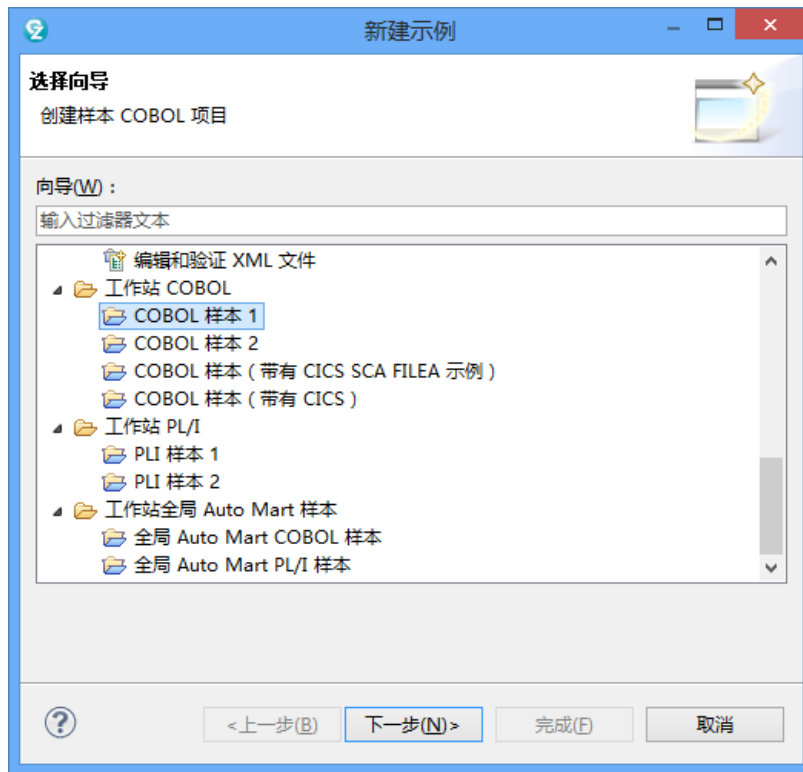 新建示例
选择向导
创建样本 COBOL 项目
向导(W)：
输入过滤器文本
编辑和验证 XML 文件
工作站 COBOL
COBOL 样本 1
COBOL 样本 2
COBOL 样本（带有 CICS SCA FILEA 示例）
COBOL 样本（带有 CICS）
工作站 PL/I
PLI 样本 1
PLI 样本 2
工作站全局 Auto Mart 样本
全局 Auto Mart COBOL 样本
全局 Auto Mart PL/I 样本
<上一步(B) 下一步(N)> 完成(F) 取消